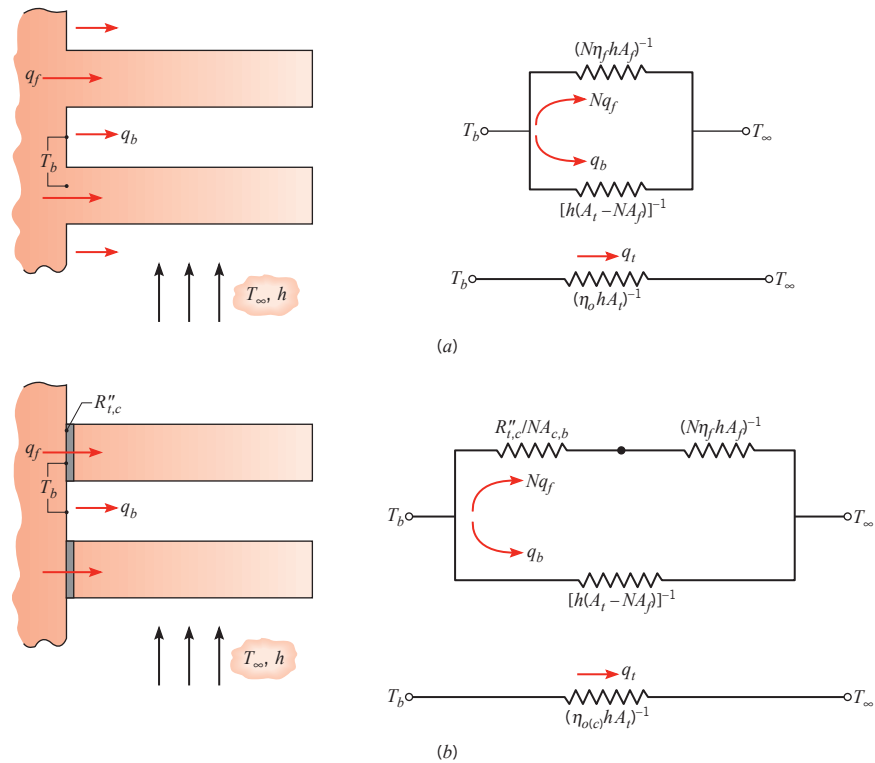 (Nη_f hA_f)⁻¹
q_f
Nq_f
q_b
T_b
T_∞
T_b
q_b
[h(A_t – NA_f)]⁻¹
q_t
T_b
T_∞
T_∞, h
(η_o hA_t)⁻¹
(a)
R″_t,c
R″_t,c/NA_c,b
(Nη_f hA_f)⁻¹
q_f
T_b
Nq_f
q_b
T_b
T_∞
q_b
[h(A_t – NA_f)]⁻¹
T_∞, h
q_t
T_b
T_∞
(η_o(c) hA_t)⁻¹
(b)